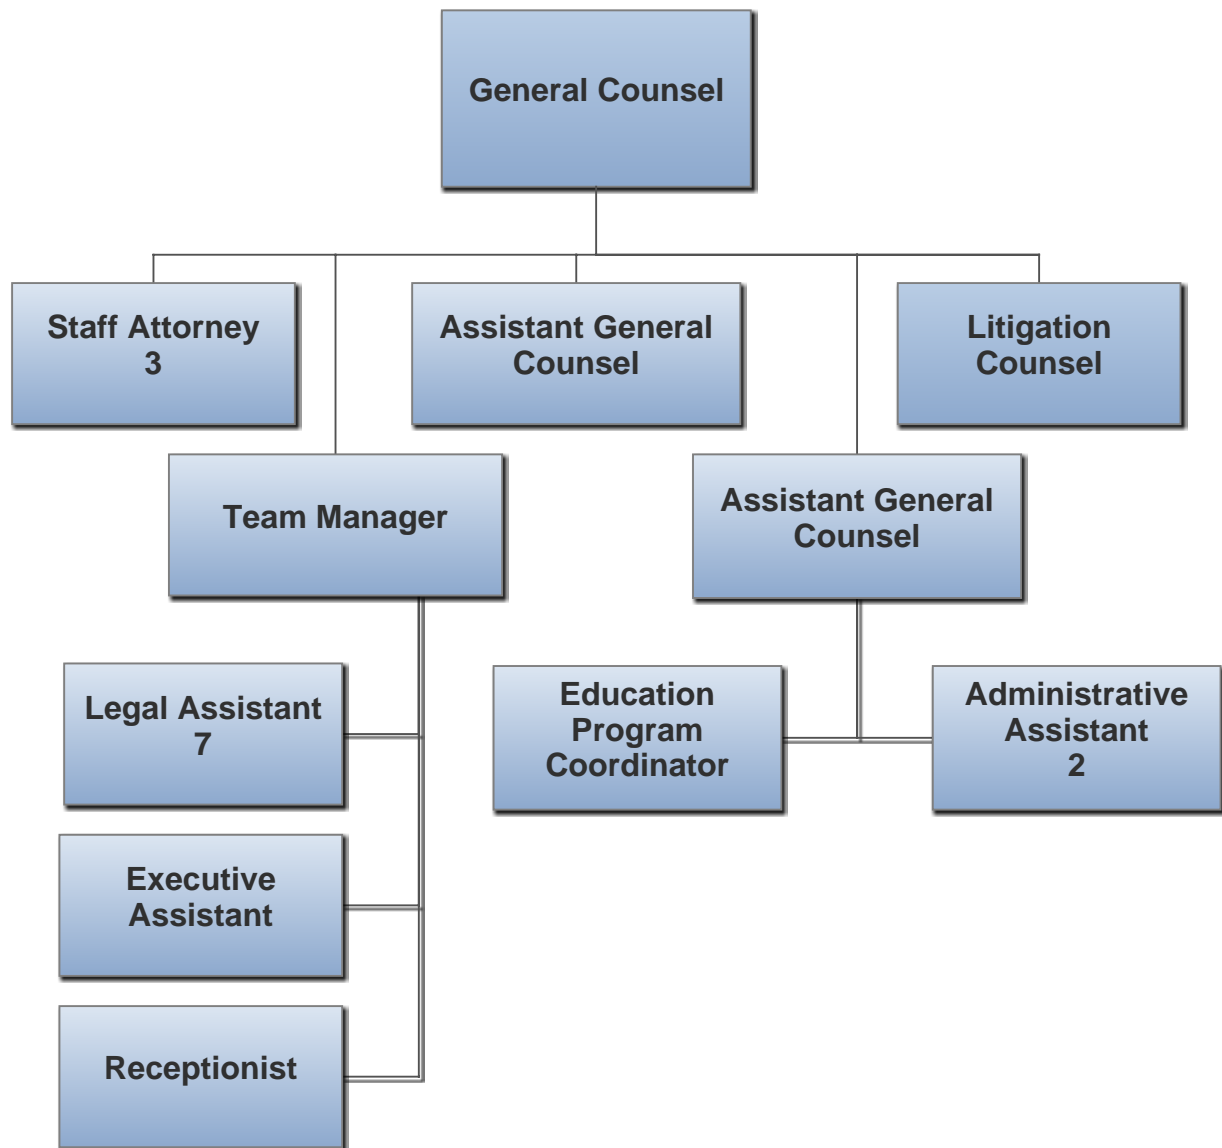 General Counsel
Staff Attorney
3
Assistant General
Counsel
Litigation
Counsel
Team Manager
Assistant General
Counsel
Legal Assistant
7
Education
Program
Coordinator
Administrative
Assistant
2
Executive
Assistant
Receptionist